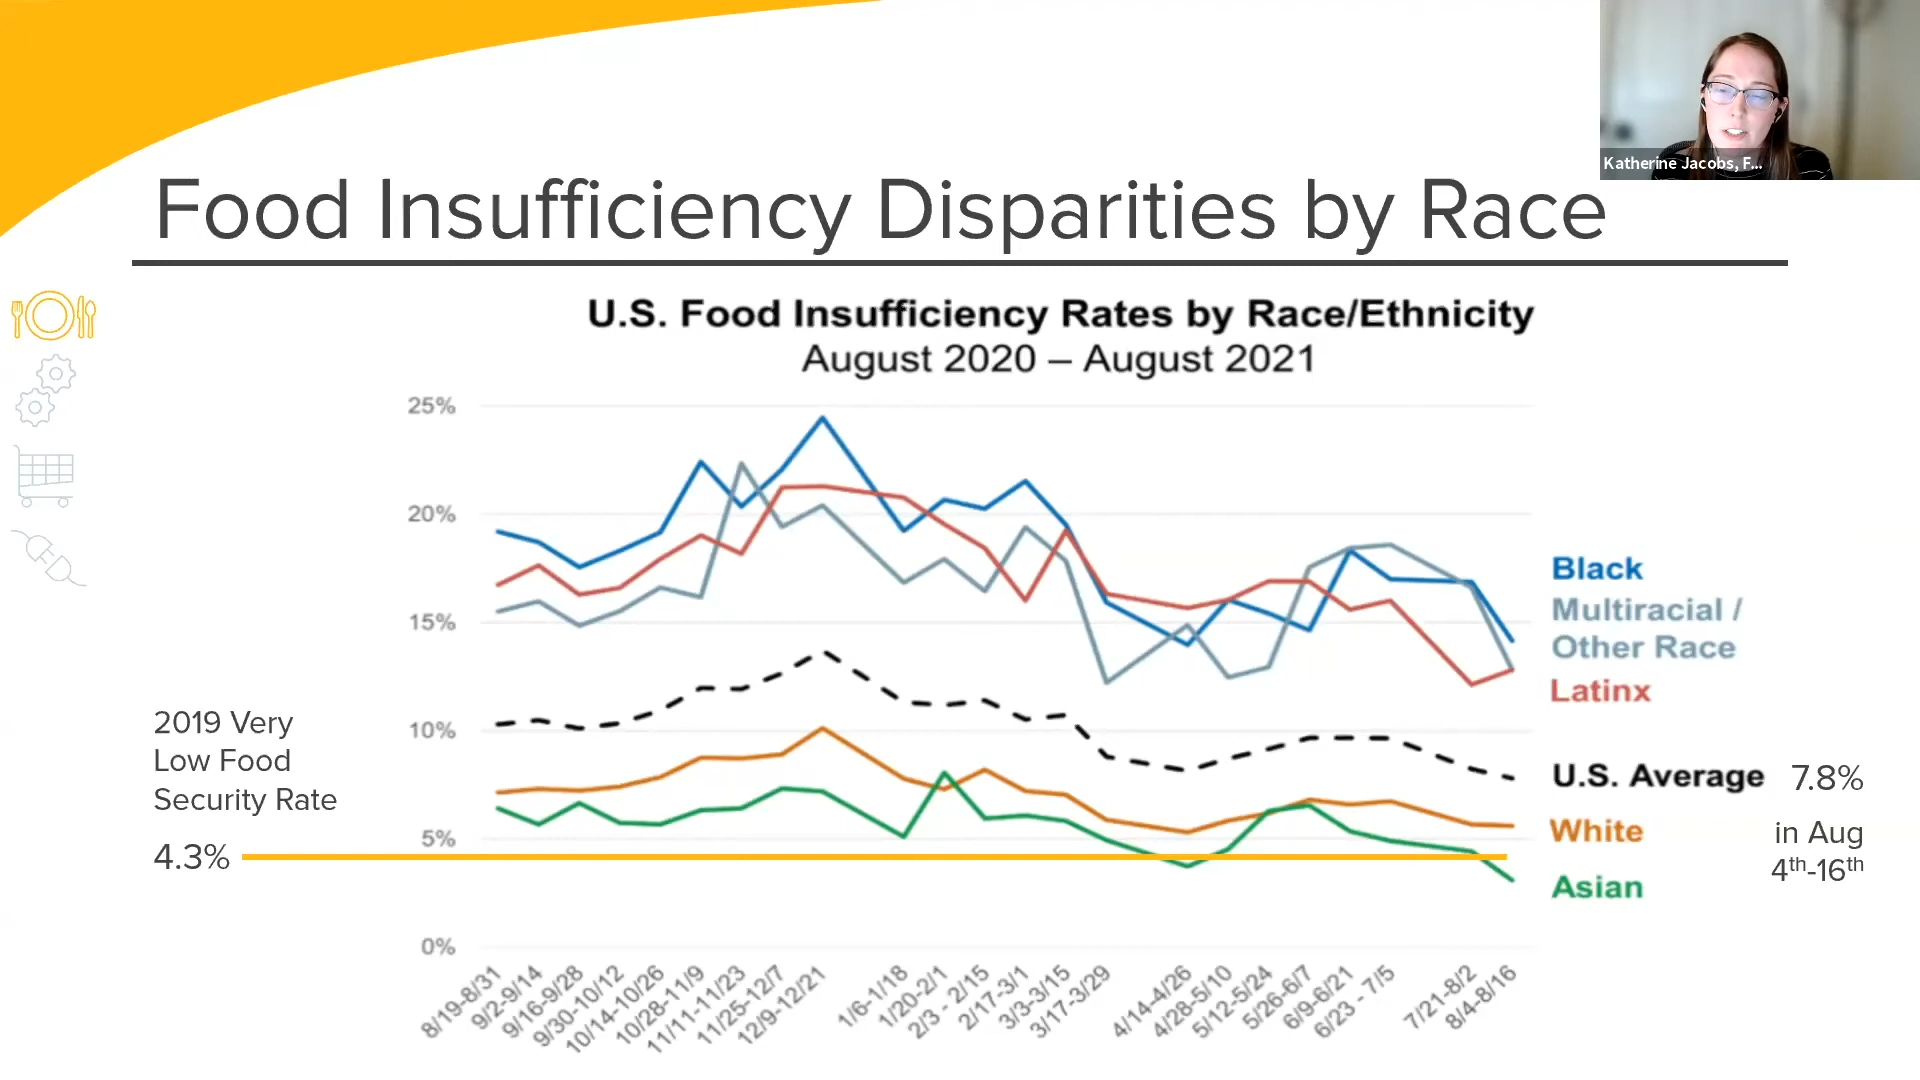 Katherine Jacobs, F...
Food Insufficiency Disparities by Race
U.S. Food Insufficiency Rates by Race/Ethnicity
August 2020 – August 2021
25%
20%
15%
10%
5%
0%
2019 Very
Low Food
Security Rate
4.3%
Black
Multiracial /
Other Race
Latinx
U.S. Average
7.8%
White
in Aug
4th-16th
Asian
8/19-8/31
9/2-9/14
9/16-9/28
9/30-10/12
10/14-10/26
10/28-11/9
11/11-11/23
11/25-12/7
12/9-12/21
1/6-1/18
1/20-2/1
2/3 - 2/15
2/17-3/1
3/3-3/15
3/17-3/29
4/14-4/26
4/28-5/10
5/12-5/24
5/26-6/7
6/9-6/21
6/23 - 7/5
7/21-8/2
8/4-8/16